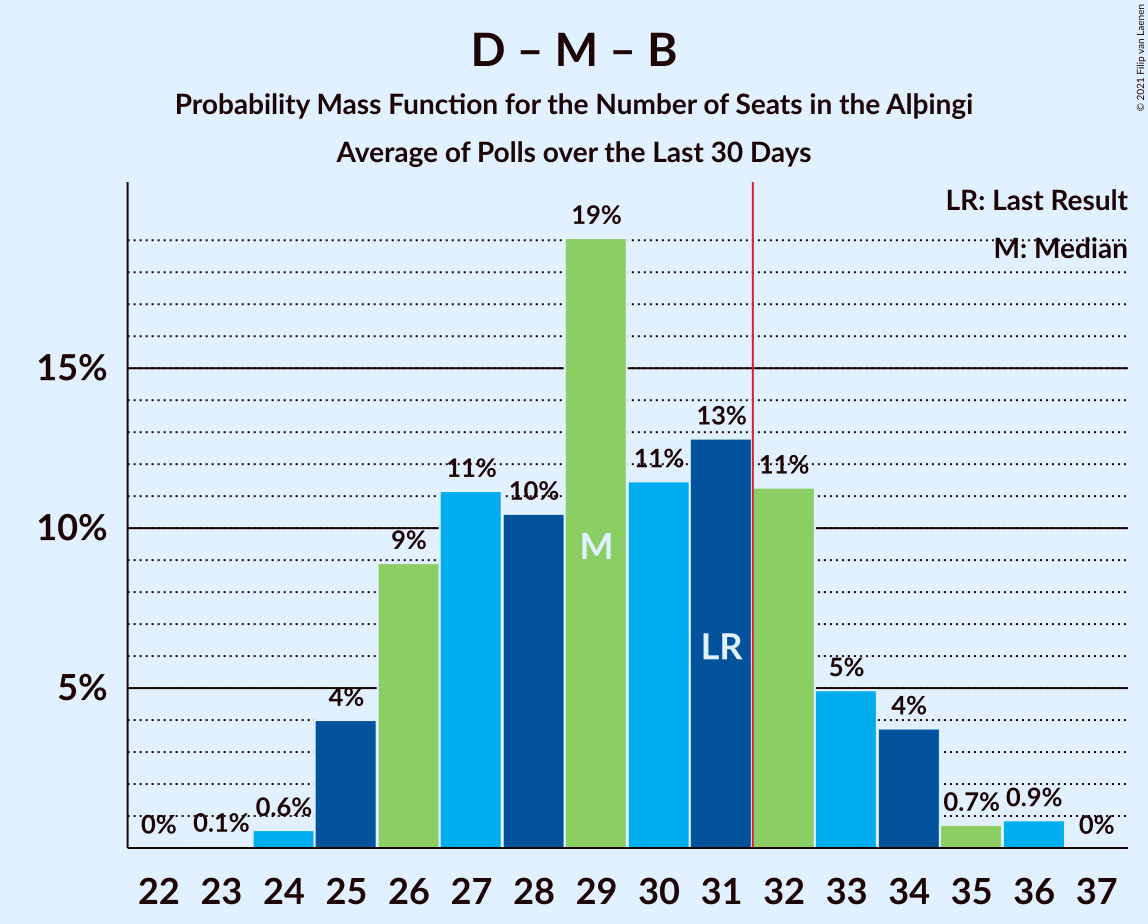 D – M – B
Probability Mass Function for the Number of Seats in the Alþingi
Average of Polls over the Last 30 Days
© 2021 Filip van Laenen
LR: Last Result
M: Median
15%
10%
5%
0%
0.1%
0.6%
4%
9%
11%
10%
19%
11%
13%
11%
5%
4%
0.7%
0.9%
0%
M
LR
22 23 24 25 26 27 28 29 30 31 32 33 34 35 36 37